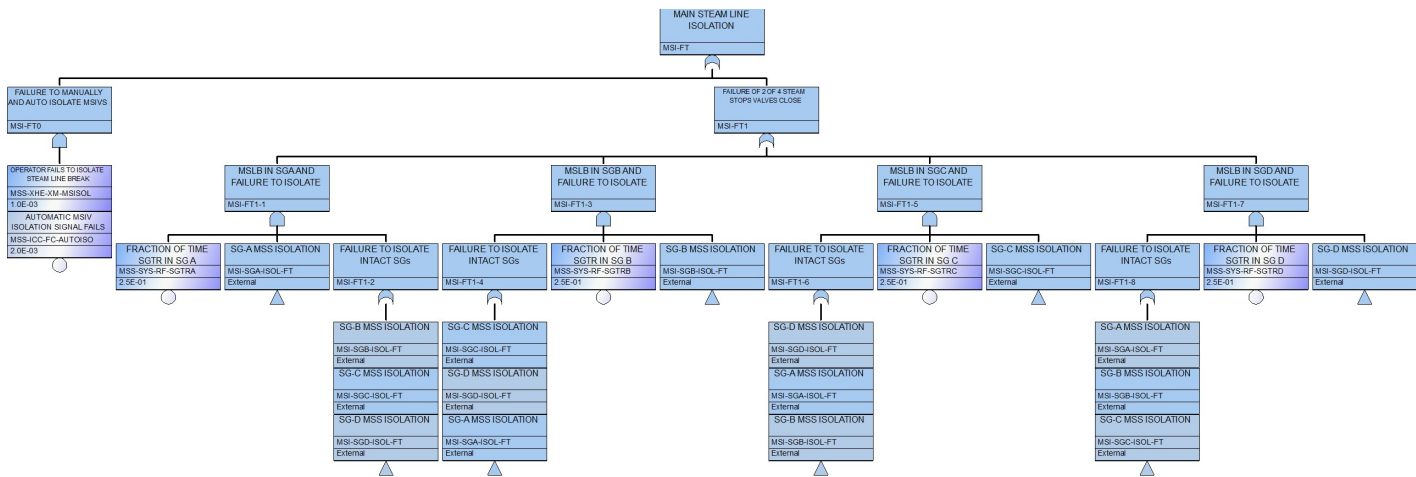 MAIN STEAM LINE
ISOLATION
MSI-FT
FAILURE TO MANUALLY
AND AUTO ISOLATE MSIVS
MSI-FT0
FAILURE OF 2 OF 4 STEAM
STOPS VALVES CLOSE
MSI-FT1
OPERATOR FAILS TO ISOLATE
STEAM LINE BREAK
MSS-XHE-XM-MSISOL
1.0E-03
AUTOMATIC MSIV
ISOLATION SIGNAL FAILS
MSS-ICC-FC-AUTOISO
2.0E-03
MSLB IN SGA AND
FAILURE TO ISOLATE
MSI-FT1-1
MSLB IN SGB AND
FAILURE TO ISOLATE
MSI-FT1-3
MSLB IN SGC AND
FAILURE TO ISOLATE
MSI-FT1-5
MSLB IN SGD AND
FAILURE TO ISOLATE
MSI-FT1-7
FRACTION OF TIME
SGTR IN SG A
MSS-SYS-RF-SGTRA
2.5E-01
SG-A MSS ISOLATION
MSI-SGA-ISOL-FT
External
FAILURE TO ISOLATE
INTACT SGs
MSI-FT1-2
FAILURE TO ISOLATE
INTACT SGs
MSI-FT1-4
FRACTION OF TIME
SGTR IN SG B
MSS-SYS-RF-SGTRB
2.5E-01
SG-B MSS ISOLATION
MSI-SGB-ISOL-FT
External
FAILURE TO ISOLATE
INTACT SGs
MSI-FT1-6
FRACTION OF TIME
SGTR IN SG C
MSS-SYS-RF-SGTRC
2.5E-01
SG-C MSS ISOLATION
MSI-SGC-ISOL-FT
External
FAILURE TO ISOLATE
INTACT SGs
MSI-FT1-8
FRACTION OF TIME
SGTR IN SG D
MSS-SYS-RF-SGTRD
2.5E-01
SG-D MSS ISOLATION
MSI-SGD-ISOL-FT
External
SG-B MSS ISOLATION
MSI-SGB-ISOL-FT
External
SG-C MSS ISOLATION
MSI-SGC-ISOL-FT
External
SG-D MSS ISOLATION
MSI-SGD-ISOL-FT
External
SG-C MSS ISOLATION
MSI-SGC-ISOL-FT
External
SG-D MSS ISOLATION
MSI-SGD-ISOL-FT
External
SG-A MSS ISOLATION
MSI-SGA-ISOL-FT
External
SG-D MSS ISOLATION
MSI-SGD-ISOL-FT
External
SG-A MSS ISOLATION
MSI-SGA-ISOL-FT
External
SG-B MSS ISOLATION
MSI-SGB-ISOL-FT
External
SG-A MSS ISOLATION
MSI-SGA-ISOL-FT
External
SG-B MSS ISOLATION
MSI-SGB-ISOL-FT
External
SG-C MSS ISOLATION
MSI-SGC-ISOL-FT
External